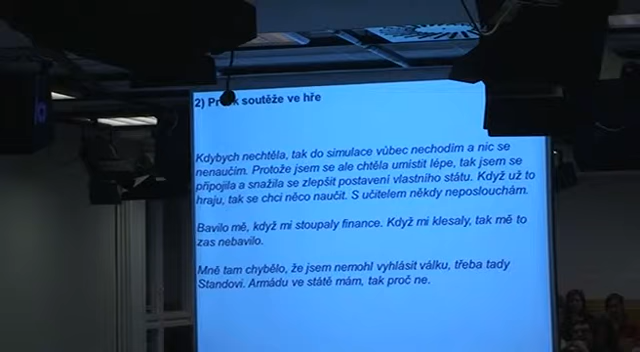 2) Prvek soutěže ve hře
Kdybych nechtěla, tak do simulace vůbec nechodím a nic se
nenaučím. Protože jsem se ale chtěla umístit lépe, tak jsem se
připojila a snažila se zlepšit postavení vlastního státu. Když už to
hraju, tak se chci něco naučit. S učitelem někdy neposlouchám.
Bavilo mě, když mi stoupaly finance. Když mi klesaly, tak mě to
zas nebavilo.
Mně tam chybělo, že jsem nemohl vyhlásit válku, třeba tady
Standovi. Armádu ve státě mám, tak proč ne.